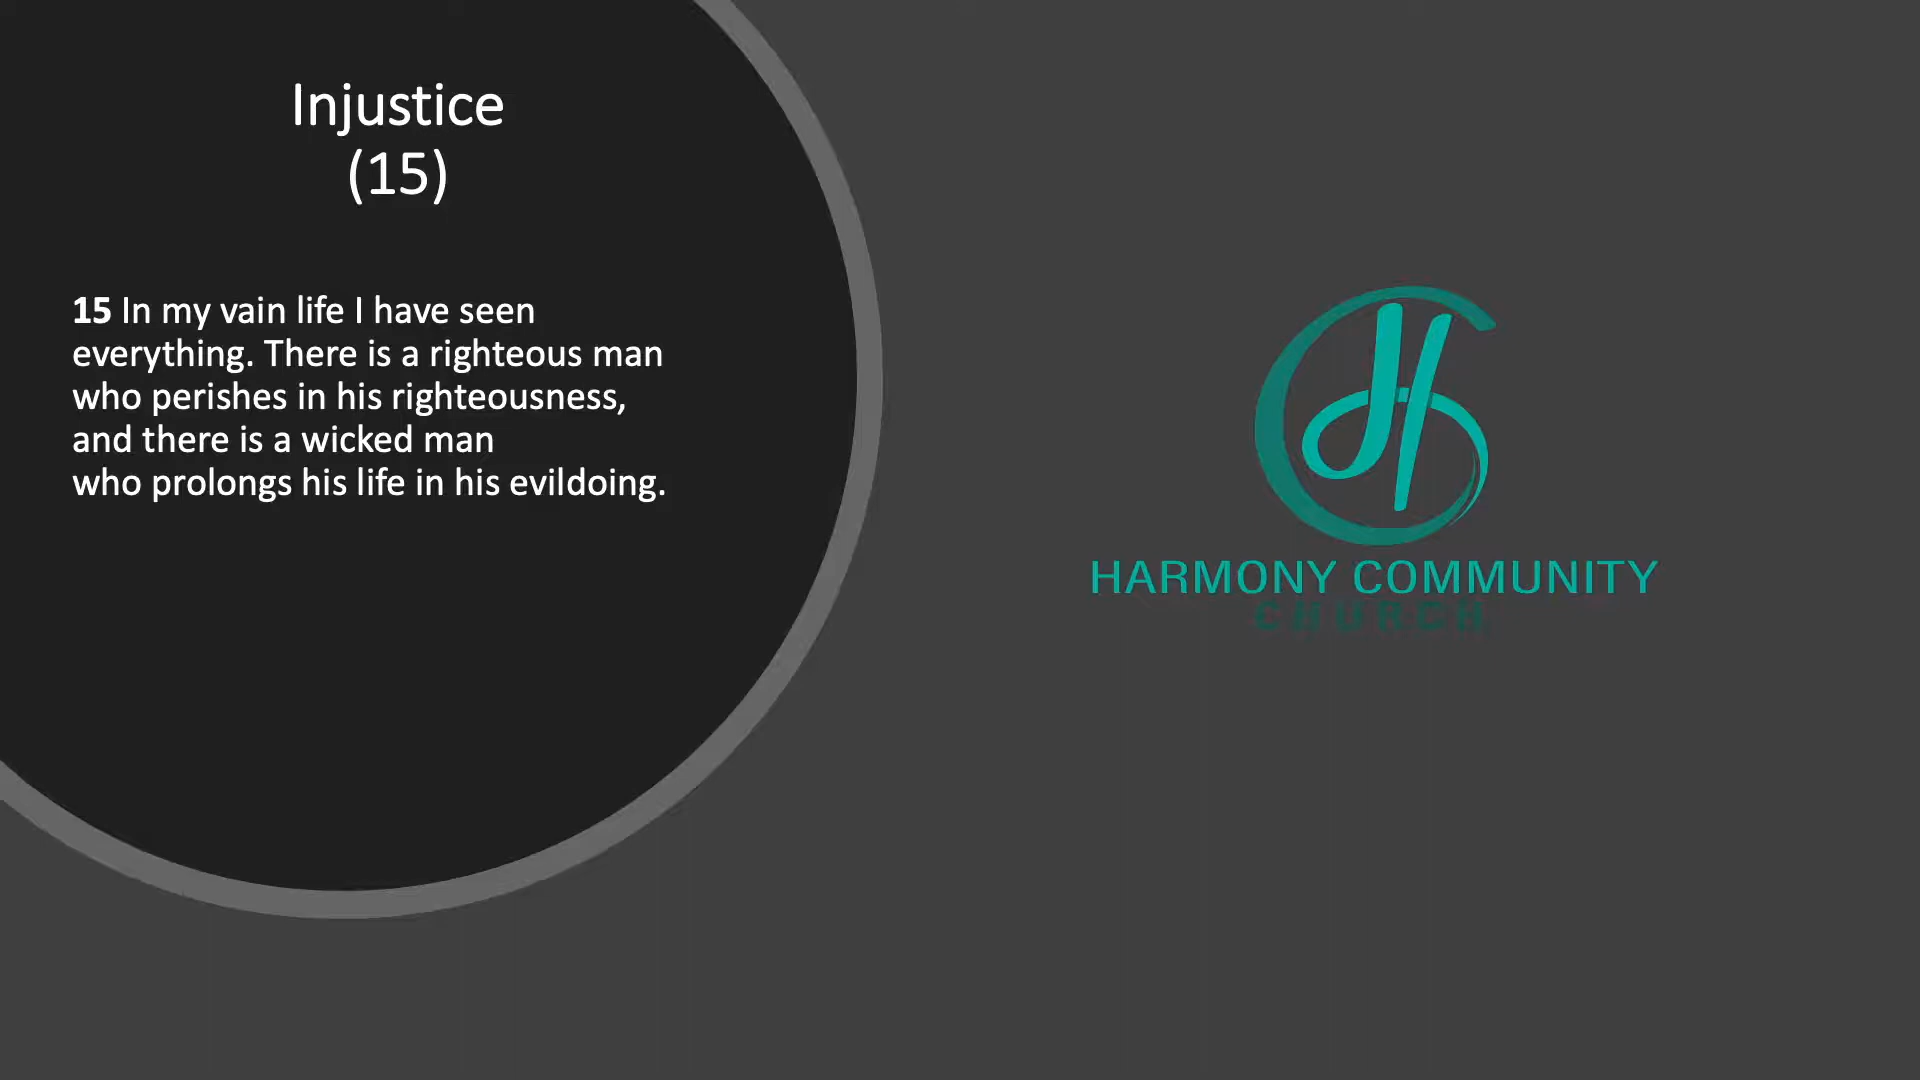 Injustice
(15)
15 In my vain life I have seen
everything. There is a righteous man
who perishes in his righteousness,
and there is a wicked man
who prolongs his life in his evildoing.
HARMONY COMMUNITY
CHURCH